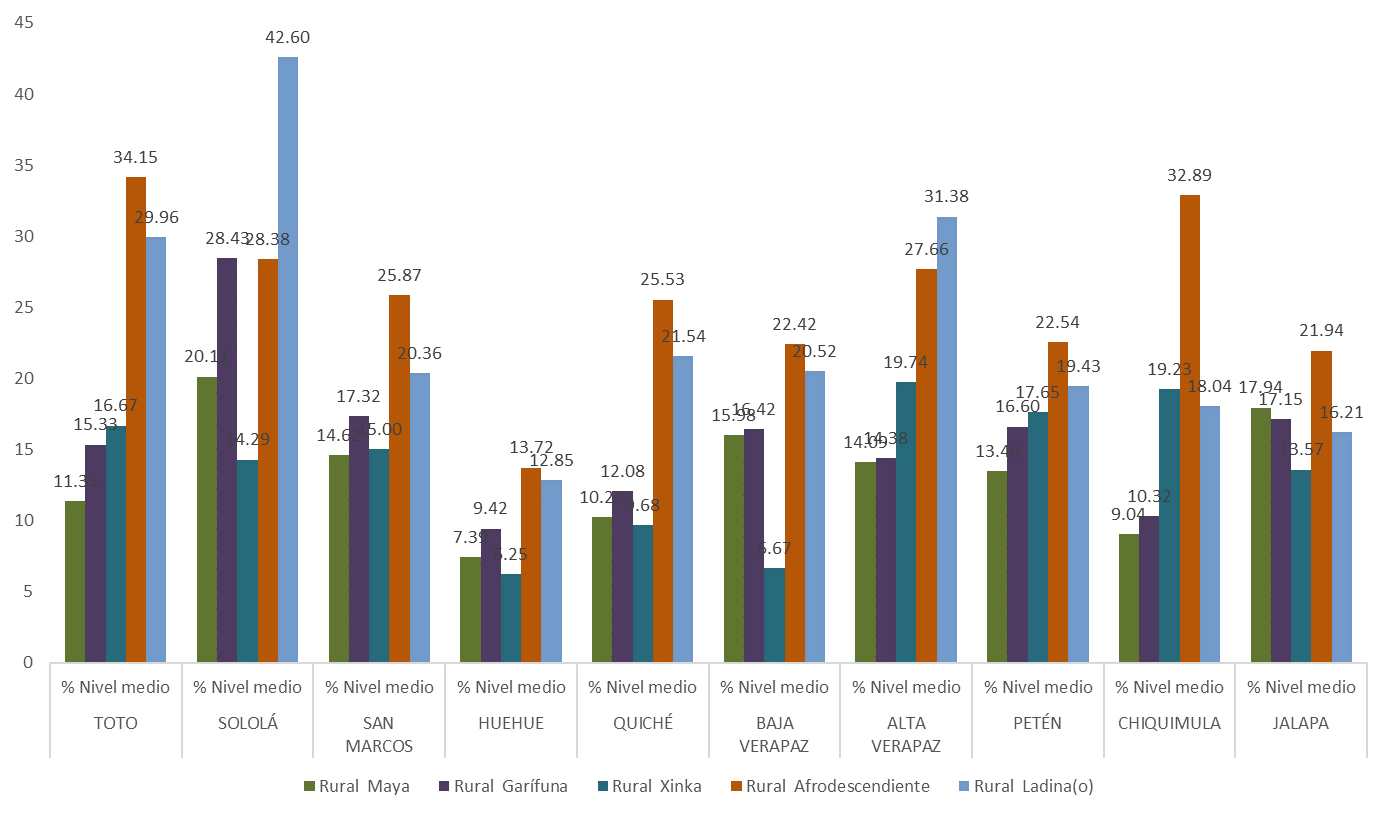 45
40
35
30
25
20
15
10
5
0
11.35
15.33
16.67
34.15
29.96
28.43
14.29
28.38
42.60
14.62
17.32
15.00
25.87
20.36
7.39
9.42
6.25
13.72
12.85
10.22
12.08
9.68
25.53
21.54
15.98
16.42
6.67
22.42
20.52
14.09
14.38
19.74
27.66
31.38
13.46
16.60
17.65
22.54
19.43
9.04
10.32
19.23
32.89
18.04
17.94
17.15
13.57
21.94
16.21
% Nivel medio
% Nivel medio
% Nivel medio
% Nivel medio
% Nivel medio
% Nivel medio
% Nivel medio
% Nivel medio
% Nivel medio
% Nivel medio
TOTO
SOLOLÁ
SAN
MARCOS
HUEHUE
QUICHÉ
BAJA
VERAPAZ
ALTA
VERAPAZ
PETÉN
CHIQUIMULA
JALAPA
Rural Maya
Rural Garífuna
Rural Xinka
Rural Afrodescendiente
Rural Ladina(o)